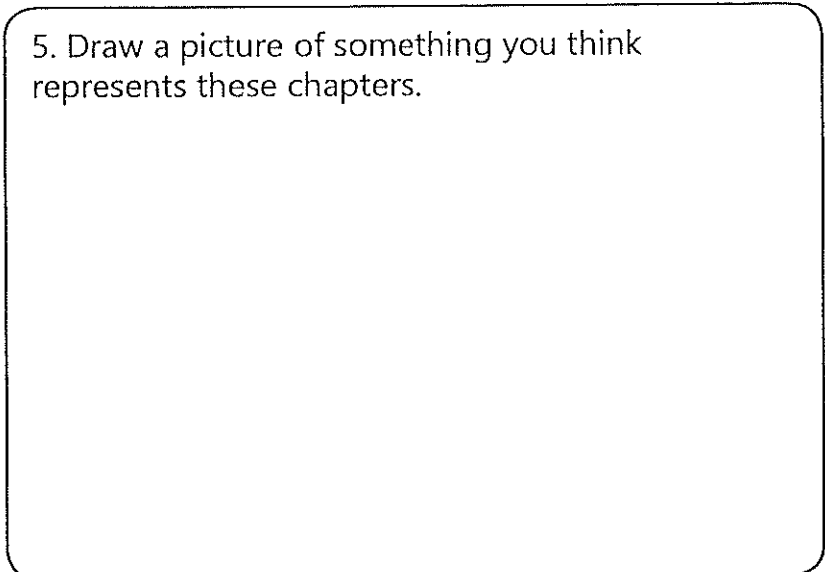 5. Draw a picture of something you think
represents these chapters.